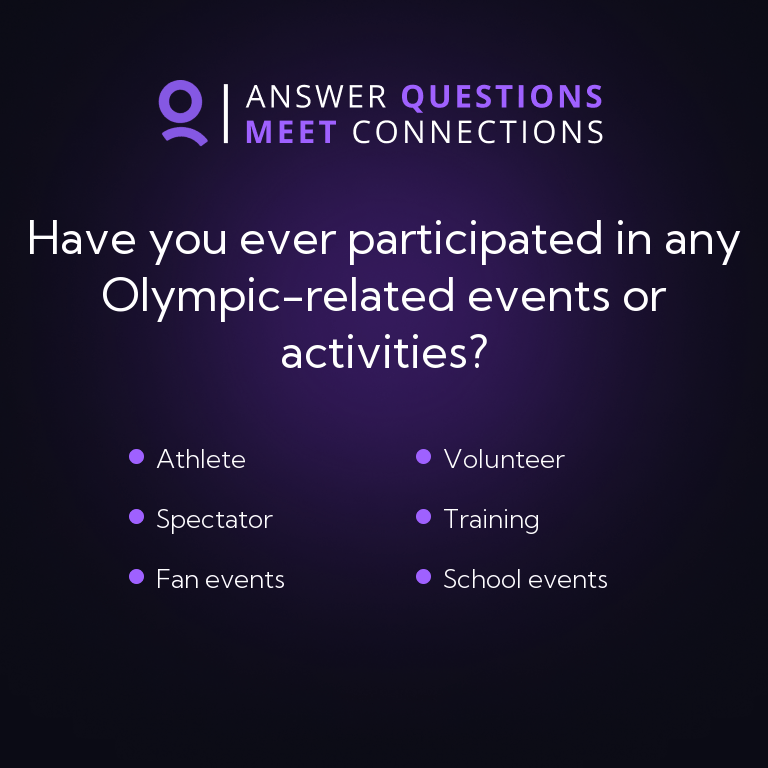 ANSWER QUESTIONS
MEET CONNECTIONS
Have you ever participated in any
Olympic-related events or
activities?
Athlete
Volunteer
Spectator
Training
Fan events
School events